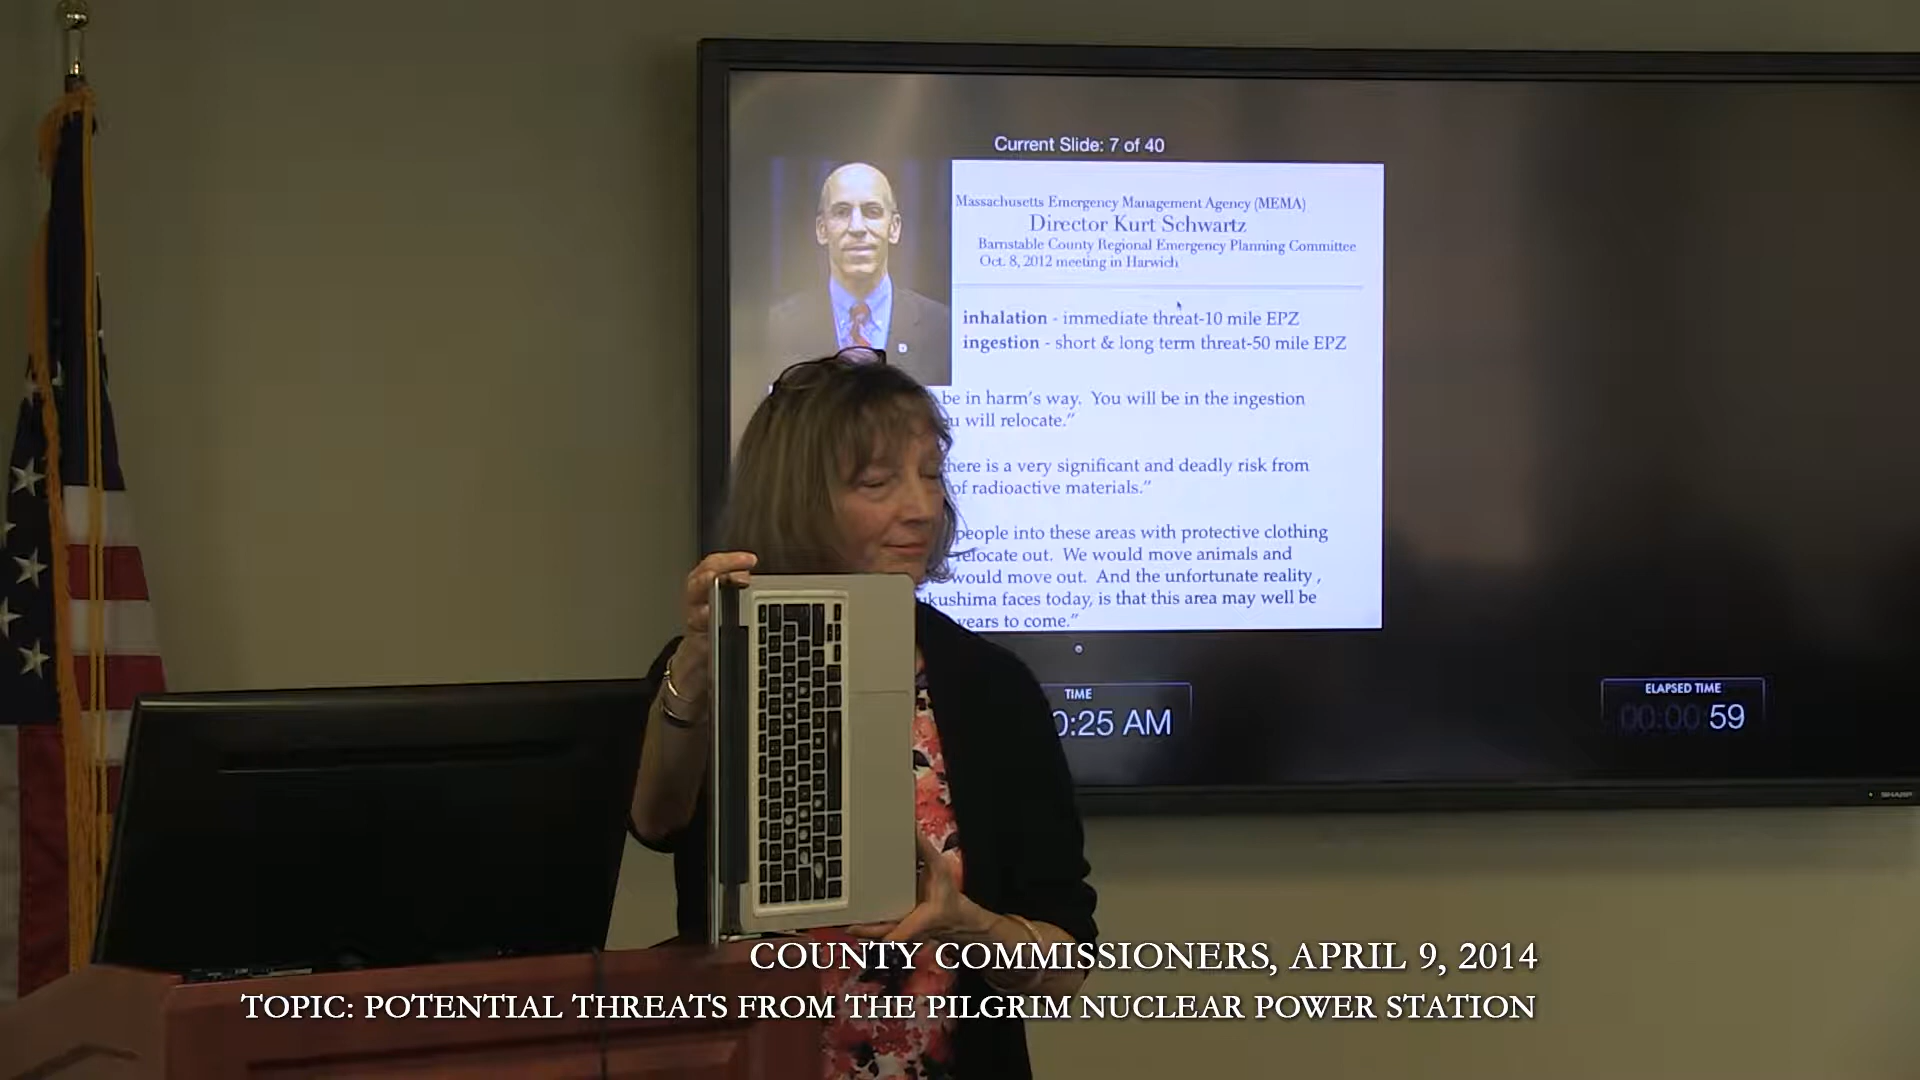 Current Slide: 7 of 40
Massachusetts Emergency Management Agency (MEMA)
Director Kurt Schwartz
Barnstable County Regional Emergency Planning Committee
Oct. 8, 2012 meeting in Harwich
inhalation - immediate threat-10 mile EPZ
ingestion - short & long term threat-50 mile EPZ
be in harm's way. You will be in the ingestion
will relocate."
here is a very significant and deadly risk from
of radioactive materials."
people into these areas with protective clothing
relocate out. We would move animals and
would move out. And the unfortunate reality ,
ukushima faces today, is that this area may well be
years to come."
TIME
0:25 AM
ELAPSED TIME
00:00:59
SHARP
COUNTY COMMISSIONERS, APRIL 9, 2014
TOPIC: POTENTIAL THREATS FROM THE PILGRIM NUCLEAR POWER STATION